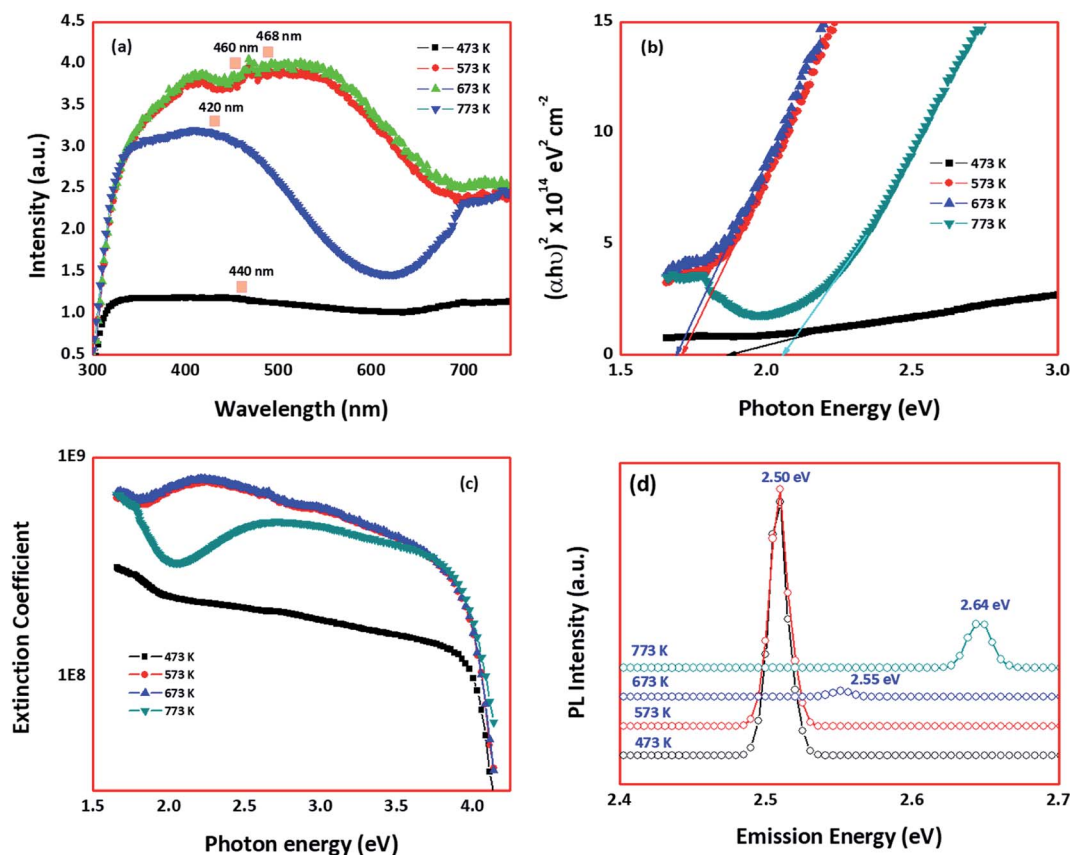 (a)
460 nm
468 nm
420 nm
440 nm
473 K
573 K
673 K
773 K
4.5
4.0
3.5
3.0
2.5
2.0
1.5
1.0
0.5
Intensity (a.u.)
300 400 500 600 700
Wavelength (nm)
(b)
473 K
573 K
673 K
773 K
15
10
5
0
(αhυ)² x 10¹⁴ eV² cm⁻²
1.5 2.0 2.5 3.0
Photon Energy (eV)
(c)
1E9
1E8
Extinction Coefficient
473 K
573 K
673 K
773 K
1.5 2.0 2.5 3.0 3.5 4.0
Photon energy (eV)
(d)
2.50 eV
2.64 eV
773 K
2.55 eV
673 K
573 K
473 K
PL Intensity (a.u.)
2.4 2.5 2.6 2.7
Emission Energy (eV)